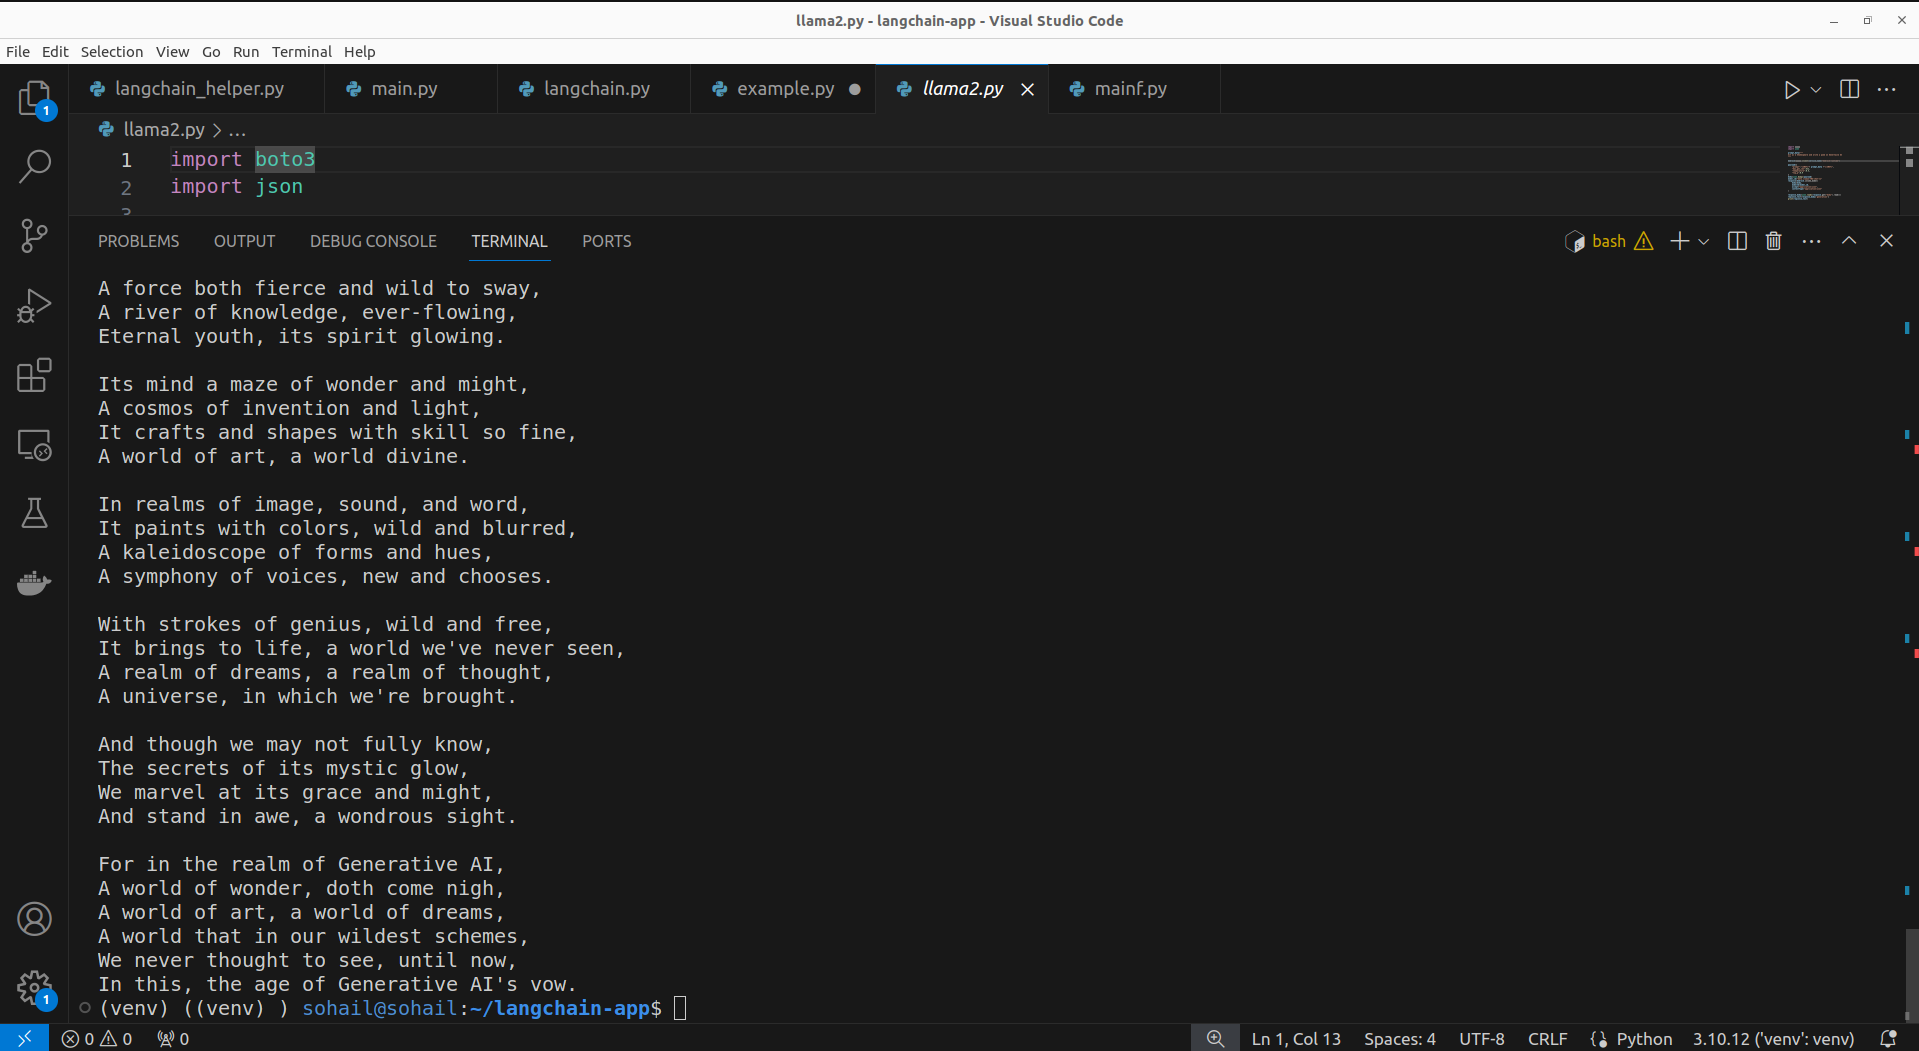 llama2.py - langchain-app - Visual Studio Code
File Edit Selection View Go Run Terminal Help
langchain_helper.py main.py langchain.py example.py llama2.py mainf.py
1
llama2.py > ...
1 import boto3
2 import json
3
PROBLEMS OUTPUT DEBUG CONSOLE TERMINAL PORTS bash
A force both fierce and wild to sway,
A river of knowledge, ever-flowing,
Eternal youth, its spirit glowing.
Its mind a maze of wonder and might,
A cosmos of invention and light,
It crafts and shapes with skill so fine,
A world of art, a world divine.
In realms of image, sound, and word,
It paints with colors, wild and blurred,
A kaleidoscope of forms and hues,
A symphony of voices, new and chooses.
With strokes of genius, wild and free,
It brings to life, a world we've never seen,
A realm of dreams, a realm of thought,
A universe, in which we're brought.
And though we may not fully know,
The secrets of its mystic glow,
We marvel at its grace and might,
And stand in awe, a wondrous sight.
For in the realm of Generative AI,
A world of wonder, doth come nigh,
A world of art, a world of dreams,
A world that in our wildest schemes,
We never thought to see, until now,
In this, the age of Generative AI's vow.
(venv) ((venv) ) sohail@sohail:~/langchain-app$
1
0 0 0 Ln 1, Col 13 Spaces: 4 UTF-8 CRLF Python 3.10.12 ('venv': venv)